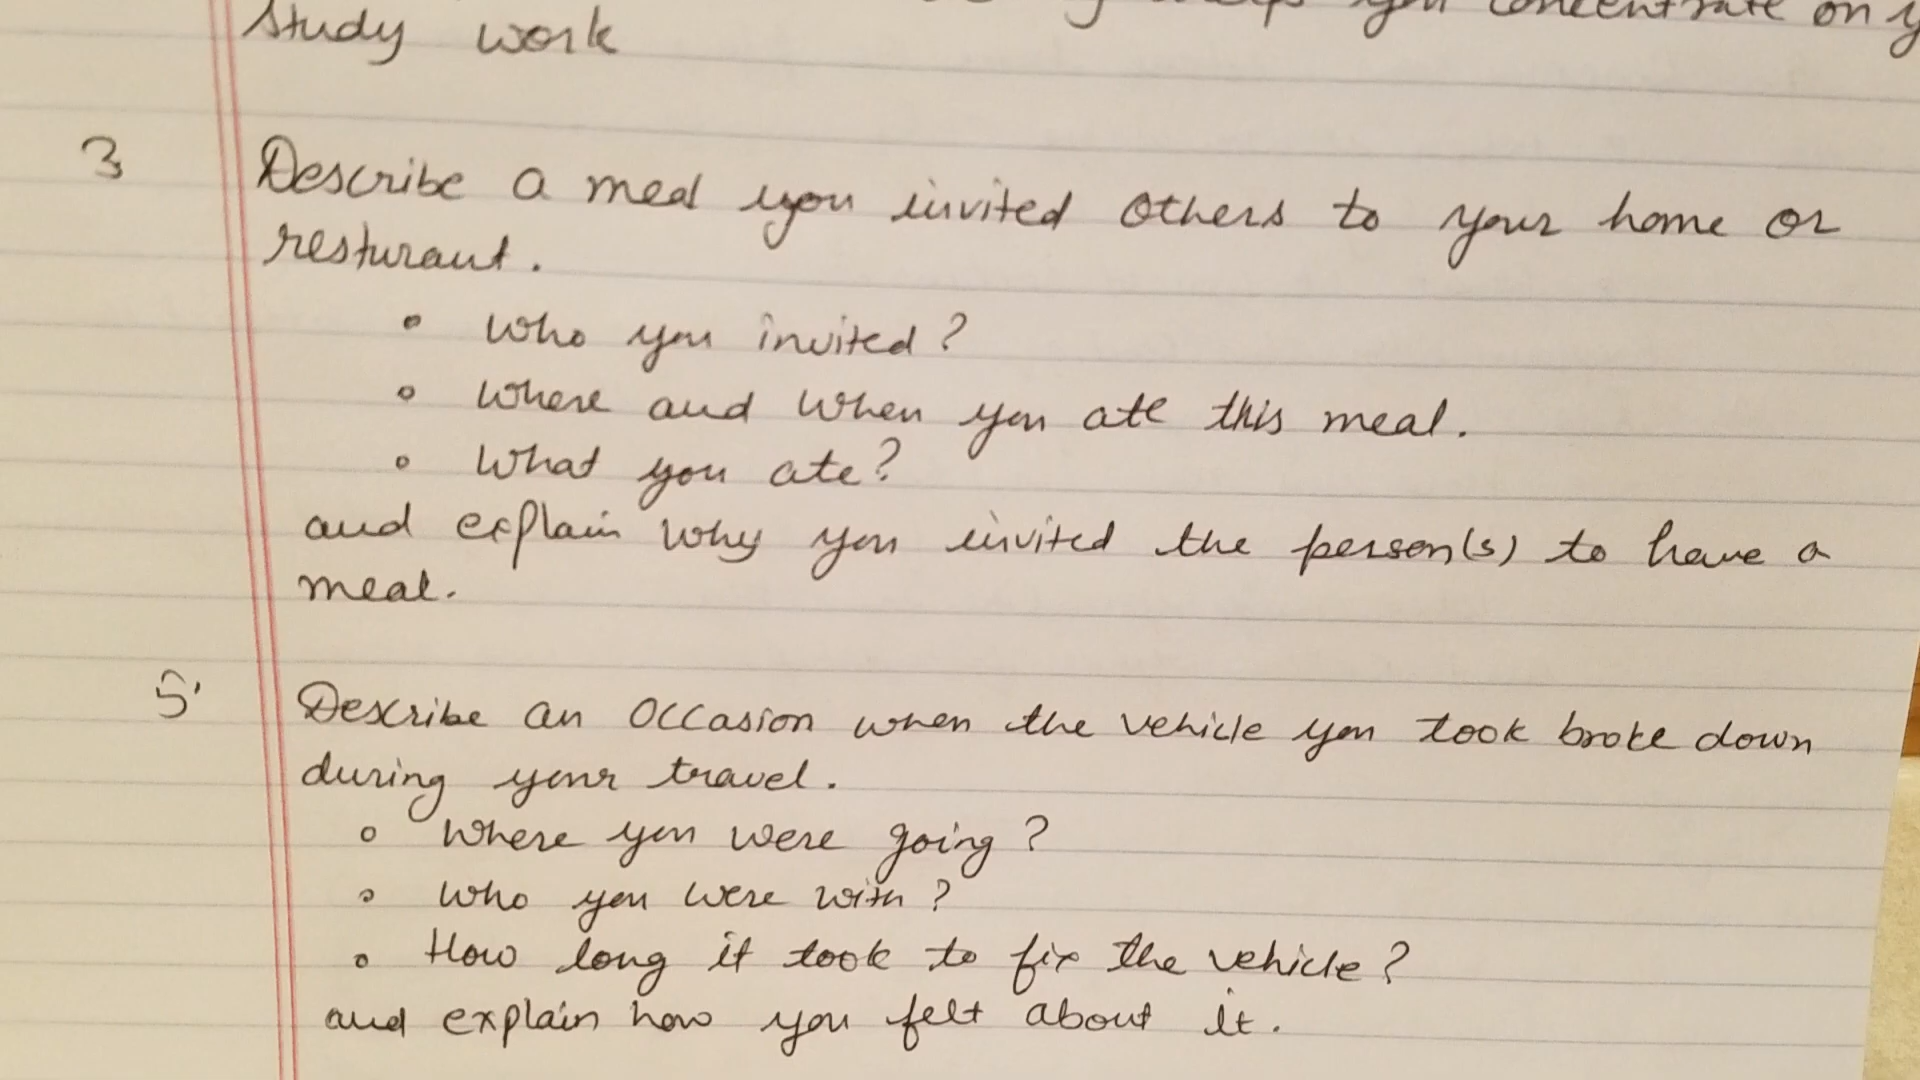 you concentrate on
study work
3 Describe a meal you invited others to your home or
resturant.
• Who you invited?
• Where and when you ate this meal.
• What you ate?
and explain why you invited the person(s) to have a
meal.
5. Describe an occasion when the vehicle you took broke down
during your travel.
• Where you were going?
• Who you were with?
• How long it took to fix the vehicle?
and explain how you felt about it.